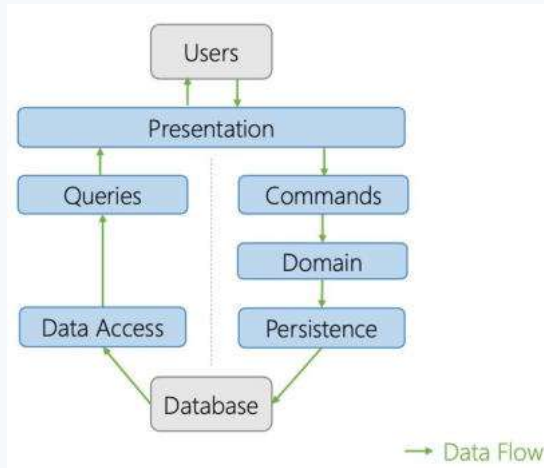 Users
Presentation
Queries
Commands
Domain
Data Access
Persistence
Database
Data Flow